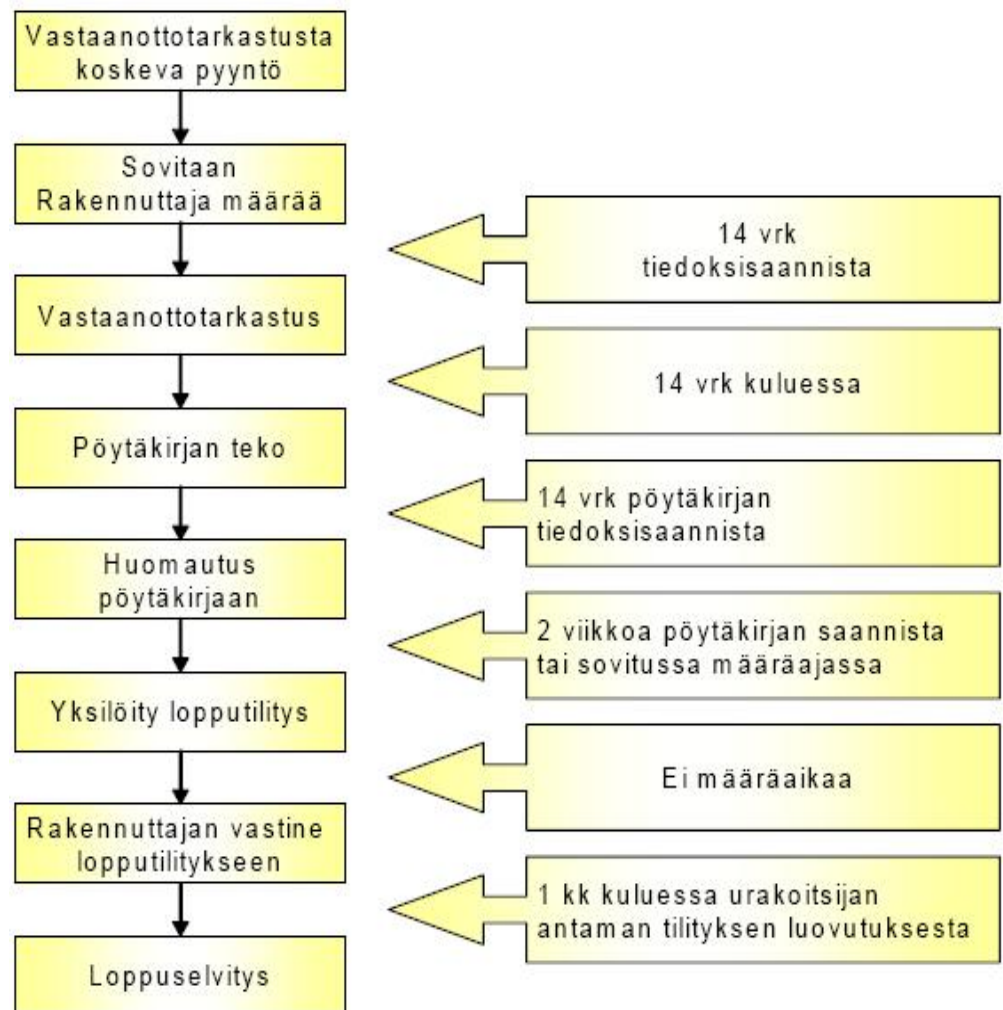 Vastaanottotarkastusta
koskeva pyyntö
Sovitaan
Rakennuttaja määrää
14 vrk
tiedoksisaannista
Vastaanottotarkastus
14 vrk kuluessa
Pöytäkirjan teko
14 vrk pöytäkirjan
tiedoksisaannista
Huomautus
pöytäkirjaan
2 viikkoa pöytäkirjan saannista
tai sovitussa määräajassa
Yksilöity lopputilitys
Ei määräaikaa
Rakennuttajan vastine
lopputilitykseen
1 kk kuluessa urakoitsijan
antaman tilityksen luovutuksesta
Loppuselvitys